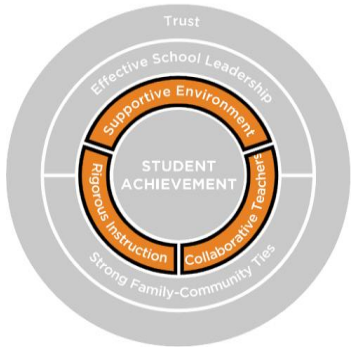 Trust
Effective School Leadership
Supportive Environment
STUDENT
ACHIEVEMENT
Rigorous Instruction
Collaborative Teachers
Strong Family-Community Ties